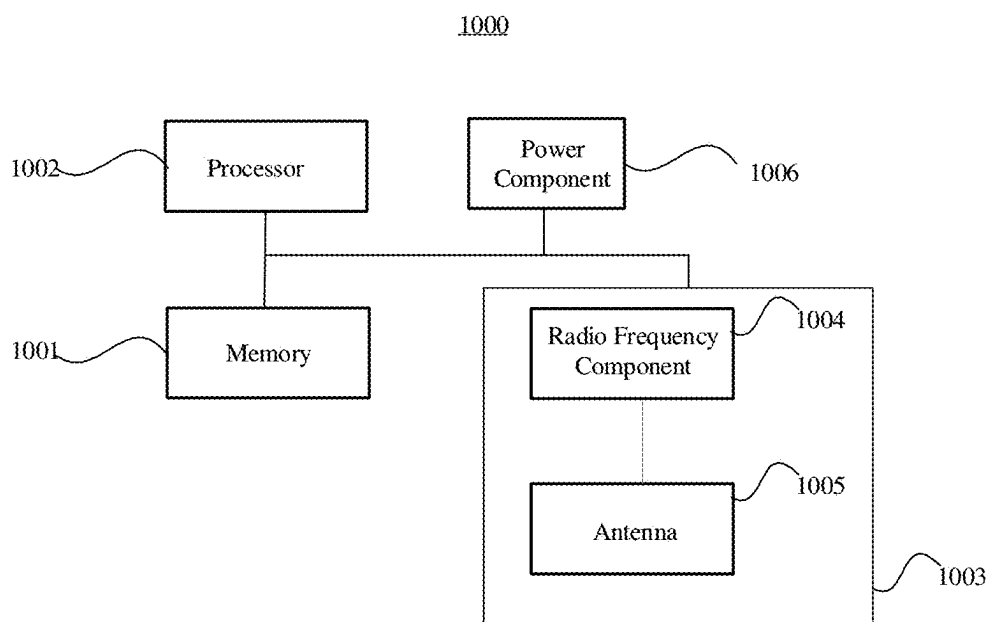 1000
1002
Processor
Power
Component
1006
1001
Memory
Radio Frequency
Component
1004
1005
Antenna
1003